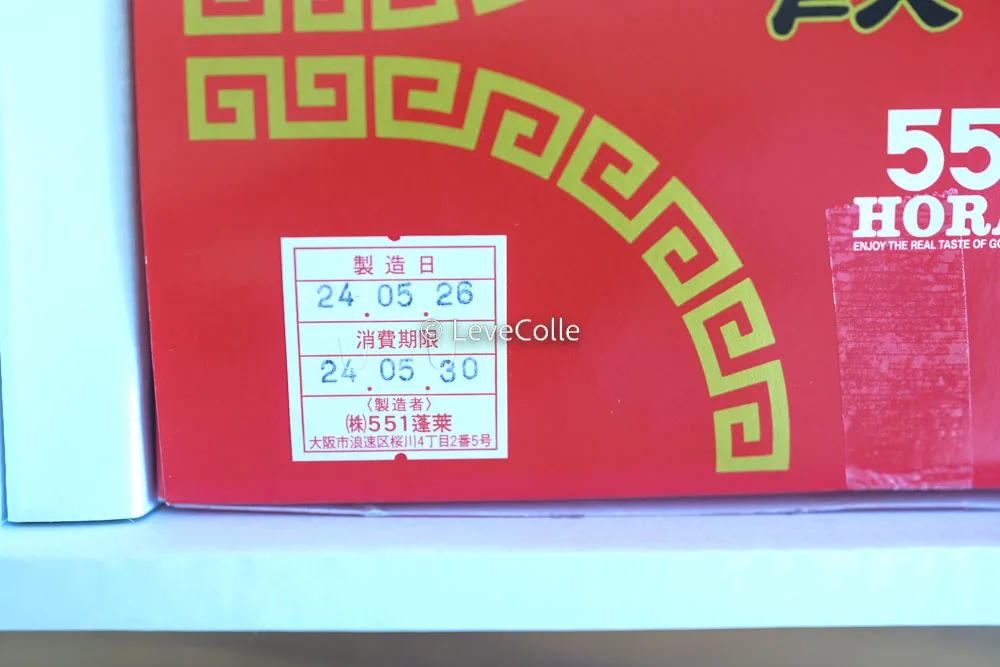 55
HOR
ENJOY THE REAL TASTE OF
製造日
24.05.26
消費期限
24.05.30
〈製造者〉
㈱551蓬莱
大阪市浪速区桜川4丁目2番5号
© LeveColle